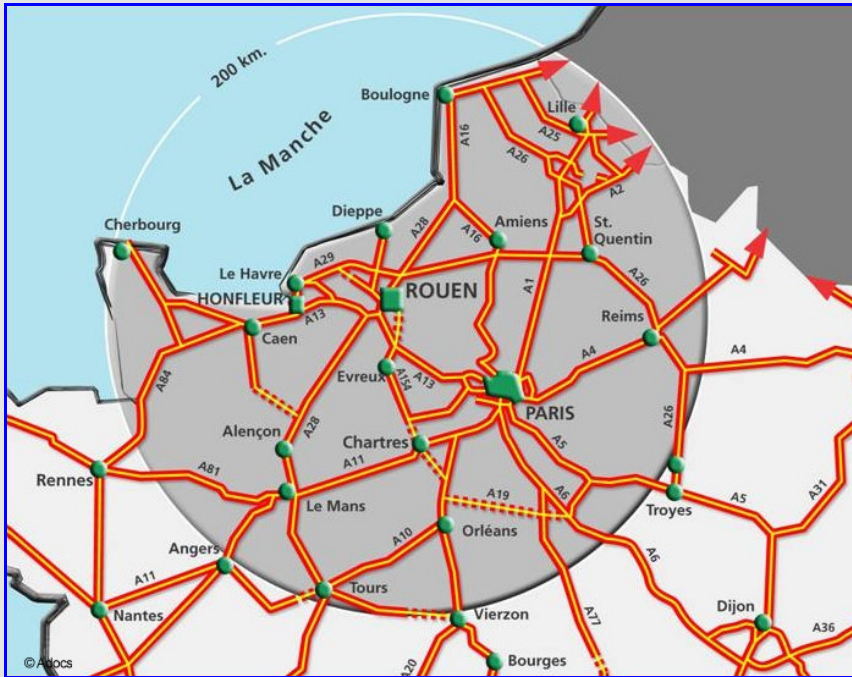 200 km.
La Manche
Boulogne
Lille
A16
A25
A26
A2
Cherbourg
Dieppe
A28
A16
Amiens
St.
Quentin
Le Havre
A29
HONFLEUR
ROUEN
A1
A26
A13
Caen
Reims
A4
A4
Evreux
A154
A13
PARIS
A84
Alençon
A28
Chartres
A5
A26
A11
Rennes
A81
Le Mans
A19
A6
Troyes
A5
A31
A10
Orléans
Angers
A11
A6
Tours
Nantes
Vierzon
A77
Dijon
A36
A20
Bourges
© Adocs